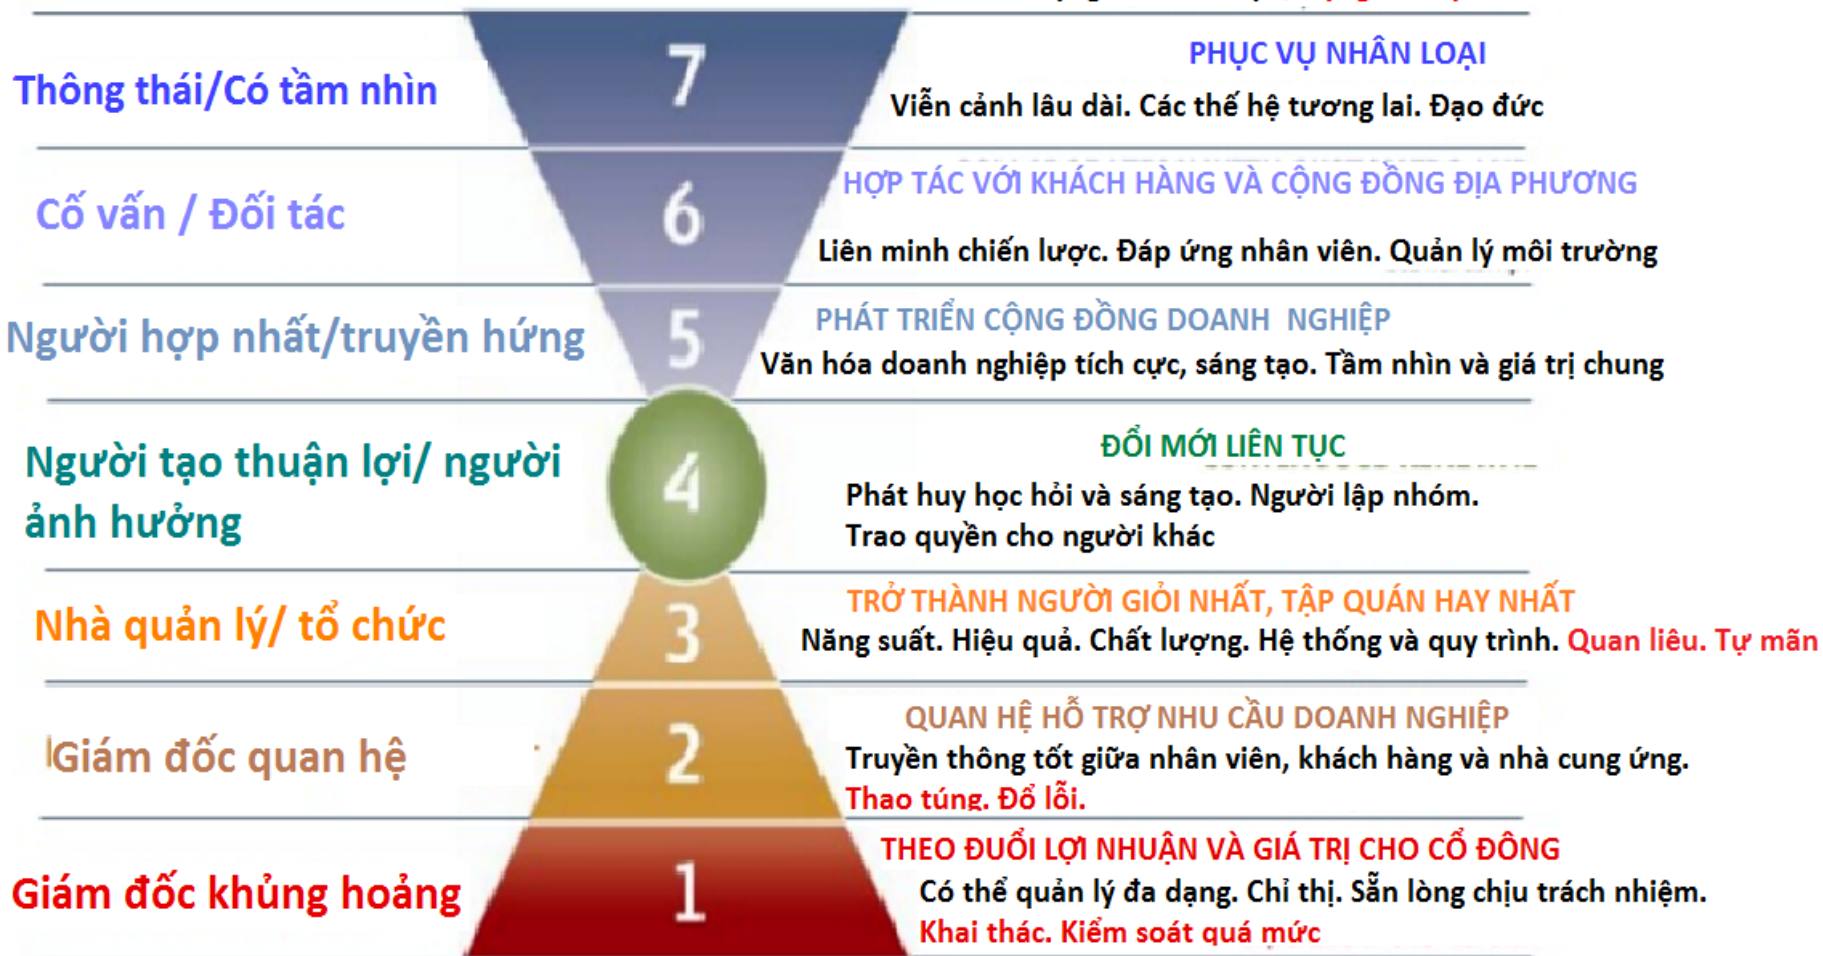 7
PHỤC VỤ NHÂN LOẠI
Thông thái/Có tầm nhìn
Viễn cảnh lâu dài. Các thế hệ tương lai. Đạo đức
6
HỢP TÁC VỚI KHÁCH HÀNG VÀ CỘNG ĐỒNG ĐỊA PHƯƠNG
Cố vấn / Đối tác
Liên minh chiến lược. Đáp ứng nhân viên. Quản lý môi trường
5
PHÁT TRIỂN CỘNG ĐỒNG DOANH NGHIỆP
Người hợp nhất/truyền hứng
Văn hóa doanh nghiệp tích cực, sáng tạo. Tầm nhìn và giá trị chung
4
ĐỔI MỚI LIÊN TỤC
Người tạo thuận lợi/ người
ảnh hưởng
Phát huy học hỏi và sáng tạo. Người lập nhóm.
Trao quyền cho người khác
3
TRỞ THÀNH NGƯỜI GIỎI NHẤT, TẬP QUÁN HAY NHẤT
Nhà quản lý/ tổ chức
Năng suất. Hiệu quả. Chất lượng. Hệ thống và quy trình. Quan liêu. Tự mãn
2
QUAN HỆ HỖ TRỢ NHU CẦU DOANH NGHIỆP
Giám đốc quan hệ
Truyền thông tốt giữa nhân viên, khách hàng và nhà cung ứng.
Thao túng. Đổ lỗi.
1
THEO ĐUỔI LỢI NHUẬN VÀ GIÁ TRỊ CHO CỔ ĐÔNG
Giám đốc khủng hoảng
Có thể quản lý đa dạng. Chỉ thị. Sẵn lòng chịu trách nhiệm.
Khai thác. Kiểm soát quá mức